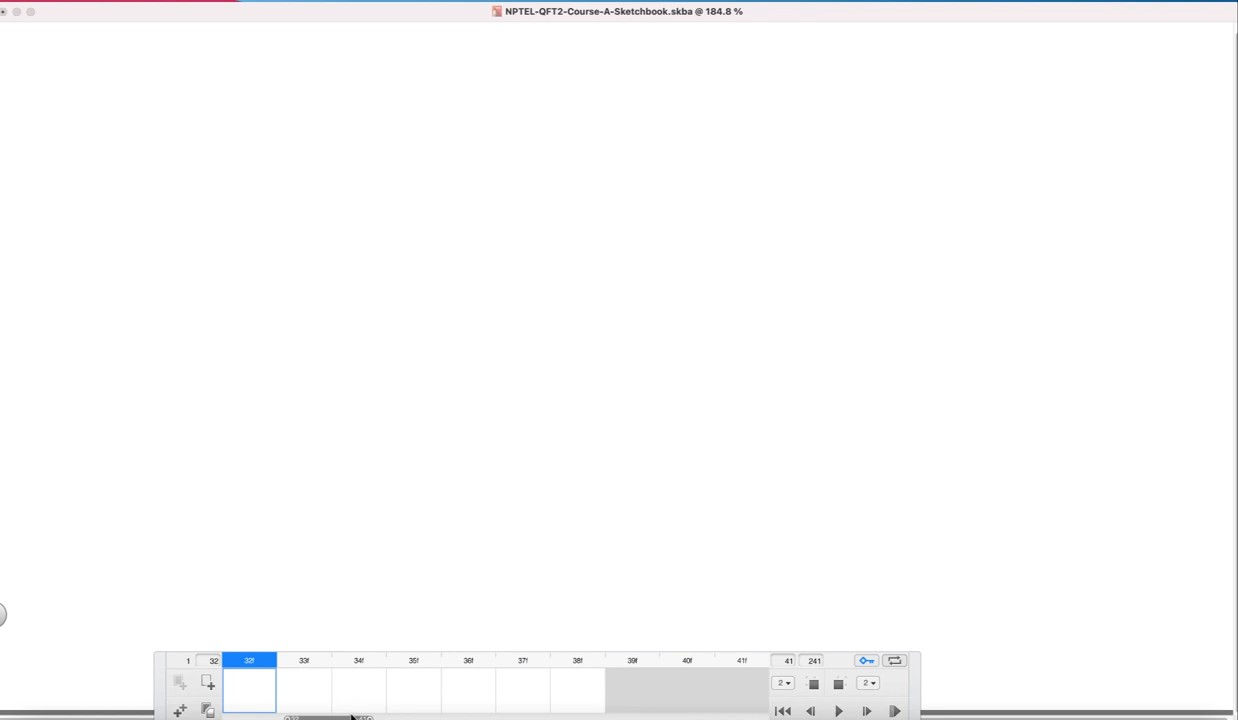 NPTEL-QFT2-Course-A-Sketchbook.skba @ 184.8 %
1 32 32f 33f 34f 35f 36f 37f 38f 39f 40f 41f 41 241
2 2